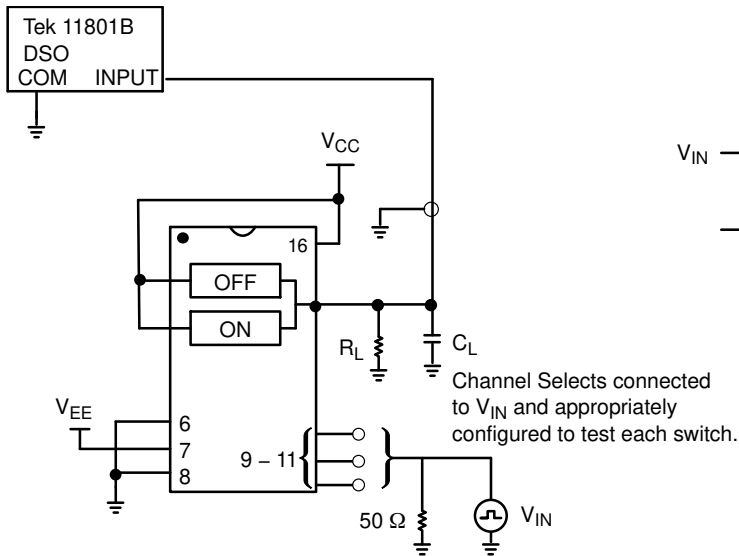 Tek 11801B
DSO
COM INPUT
V_CC
V_IN
16
OFF
ON
R_L
C_L
Channel Selects connected
to V_IN and appropriately
configured to test each switch.
V_EE
6
7
8
9 – 11
50 Ω
V_IN